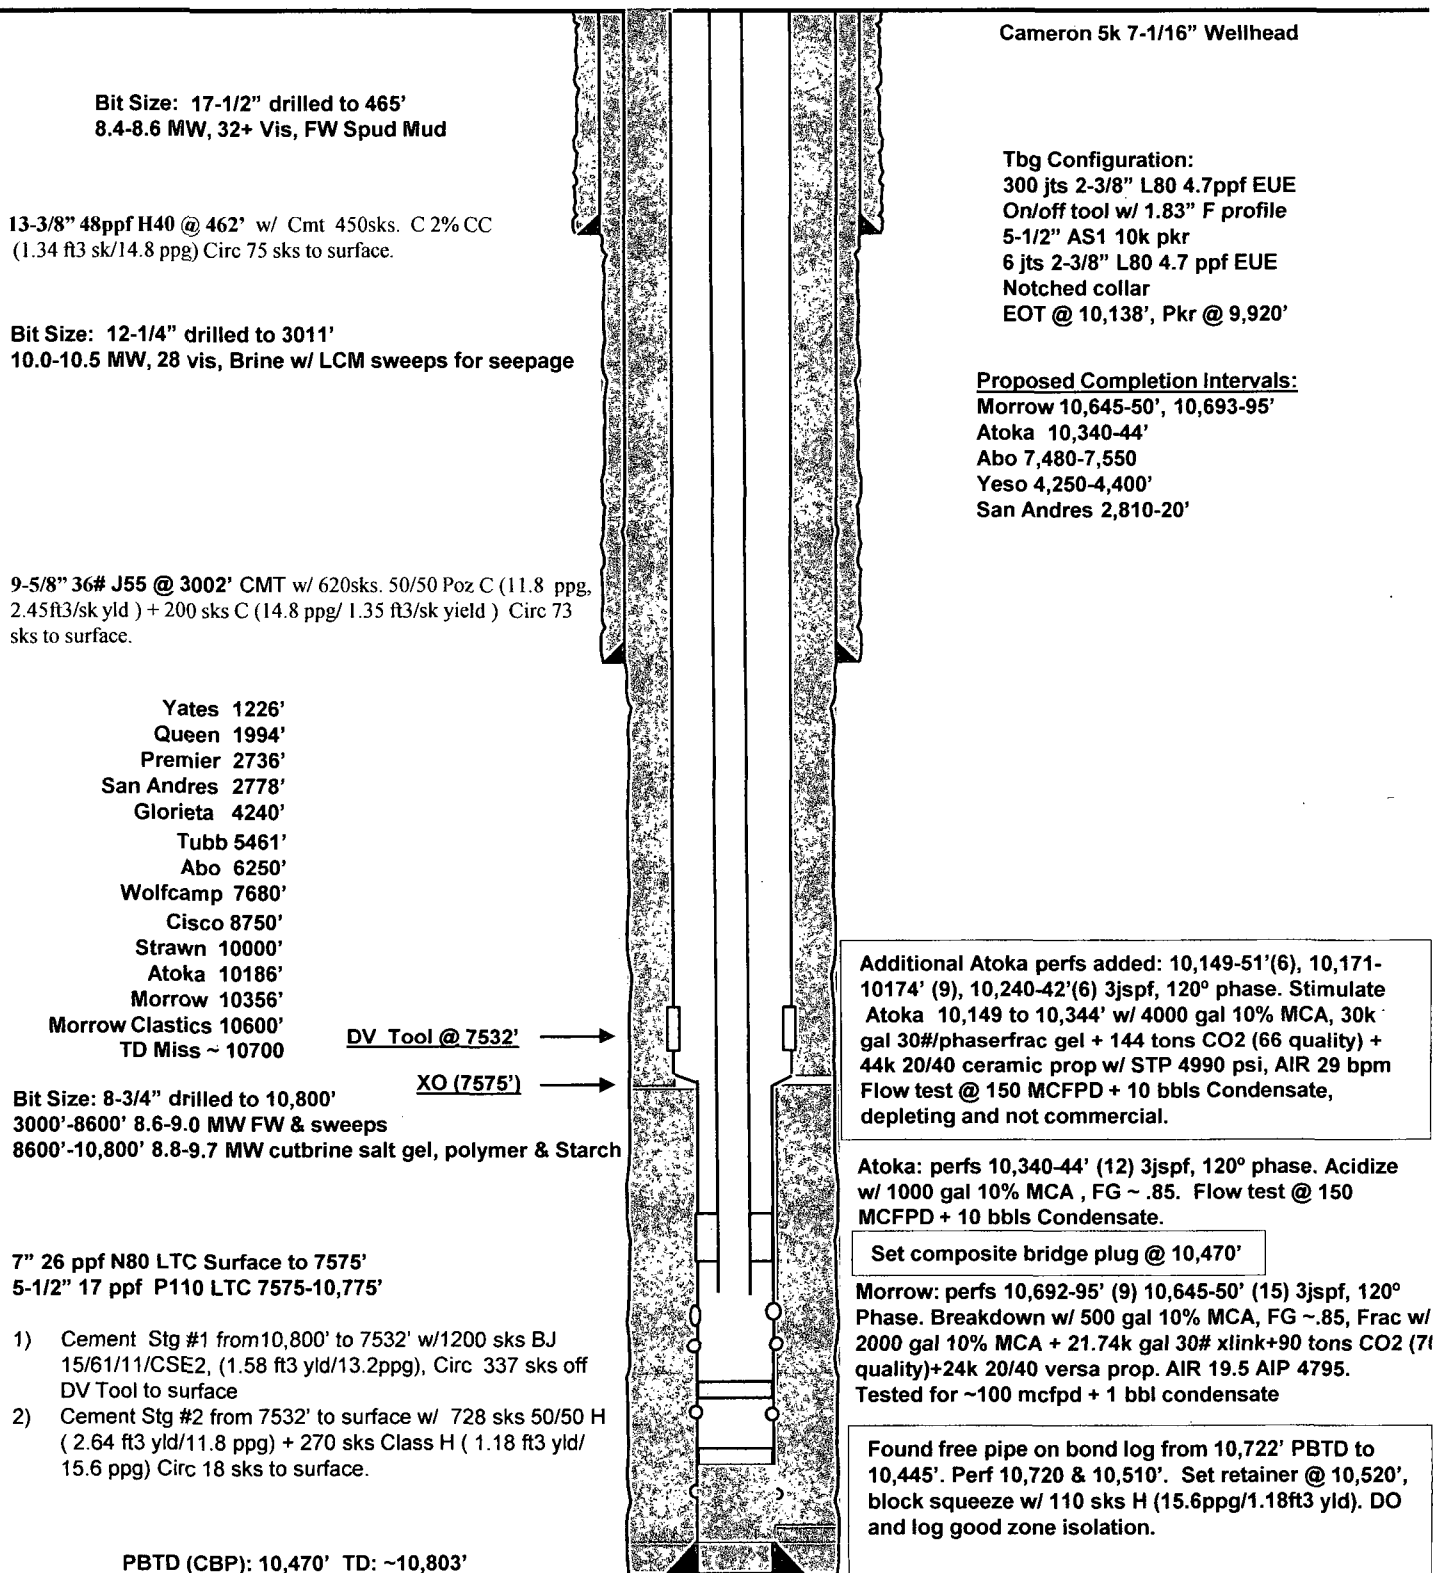 Cameron 5k 7-1/16" Wellhead
Bit Size: 17-1/2" drilled to 465'
8.4-8.6 MW, 32+ Vis, FW Spud Mud
13-3/8" 48ppf H40 @ 462' w/ Cmt 450sks. C 2% CC
(1.34 ft3 sk/14.8 ppg) Circ 75 sks to surface.
Bit Size: 12-1/4" drilled to 3011'
10.0-10.5 MW, 28 vis, Brine w/ LCM sweeps for seepage
9-5/8" 36# J55 @ 3002' CMT w/ 620sks. 50/50 Poz C (11.8 ppg,
2.45ft3/sk yld ) + 200 sks C (14.8 ppg/ 1.35 ft3/sk yield ) Circ 73
sks to surface.
Yates 1226'
Queen 1994'
Premier 2736'
San Andres 2778'
Glorieta 4240'
Tubb 5461'
Abo 6250'
Wolfcamp 7680'
Cisco 8750'
Strawn 10000'
Atoka 10186'
Morrow 10356'
Morrow Clastics 10600'
TD Miss ~ 10700
DV Tool @ 7532'
XO (7575')
Bit Size: 8-3/4" drilled to 10,800'
3000'-8600' 8.6-9.0 MW FW & sweeps
8600'-10,800' 8.8-9.7 MW cutbrine salt gel, polymer & Starch
7" 26 ppf N80 LTC Surface to 7575'
5-1/2" 17 ppf P110 LTC 7575-10,775'
1) Cement Stg #1 from10,800' to 7532' w/1200 sks BJ
15/61/11/CSE2, (1.58 ft3 yld/13.2ppg), Circ 337 sks off
DV Tool to surface
2) Cement Stg #2 from 7532' to surface w/ 728 sks 50/50 H
( 2.64 ft3 yld/11.8 ppg) + 270 sks Class H ( 1.18 ft3 yld/
15.6 ppg) Circ 18 sks to surface.
PBTD (CBP): 10,470' TD: ~10,803'
Tbg Configuration:
300 jts 2-3/8" L80 4.7ppf EUE
On/off tool w/ 1.83" F profile
5-1/2" AS1 10k pkr
6 jts 2-3/8" L80 4.7 ppf EUE
Notched collar
EOT @ 10,138', Pkr @ 9,920'
Proposed Completion Intervals:
Morrow 10,645-50', 10,693-95'
Atoka 10,340-44'
Abo 7,480-7,550
Yeso 4,250-4,400'
San Andres 2,810-20'
Additional Atoka perfs added: 10,149-51'(6), 10,171-
10174' (9), 10,240-42'(6) 3jspf, 120º phase. Stimulate
Atoka 10,149 to 10,344' w/ 4000 gal 10% MCA, 30k
gal 30#/phaserfrac gel + 144 tons CO2 (66 quality) +
44k 20/40 ceramic prop w/ STP 4990 psi, AIR 29 bpm
Flow test @ 150 MCFPD + 10 bbls Condensate,
depleting and not commercial.
Atoka: perfs 10,340-44' (12) 3jspf, 120º phase. Acidize
w/ 1000 gal 10% MCA , FG ~ .85. Flow test @ 150
MCFPD + 10 bbls Condensate.
Set composite bridge plug @ 10,470'
Morrow: perfs 10,692-95' (9) 10,645-50' (15) 3jspf, 120º
Phase. Breakdown w/ 500 gal 10% MCA, FG ~.85, Frac w/
2000 gal 10% MCA + 21.74k gal 30# xlink+90 tons CO2
quality)+24k 20/40 versa prop. AIR 19.5 AIP 4795.
Tested for ~100 mcfpd + 1 bbl condensate
Found free pipe on bond log from 10,722' PBTD to
10,445'. Perf 10,720 & 10,510'. Set retainer @ 10,520',
block squeeze w/ 110 sks H (15.6ppg/1.18ft3 yld). DO
and log good zone isolation.